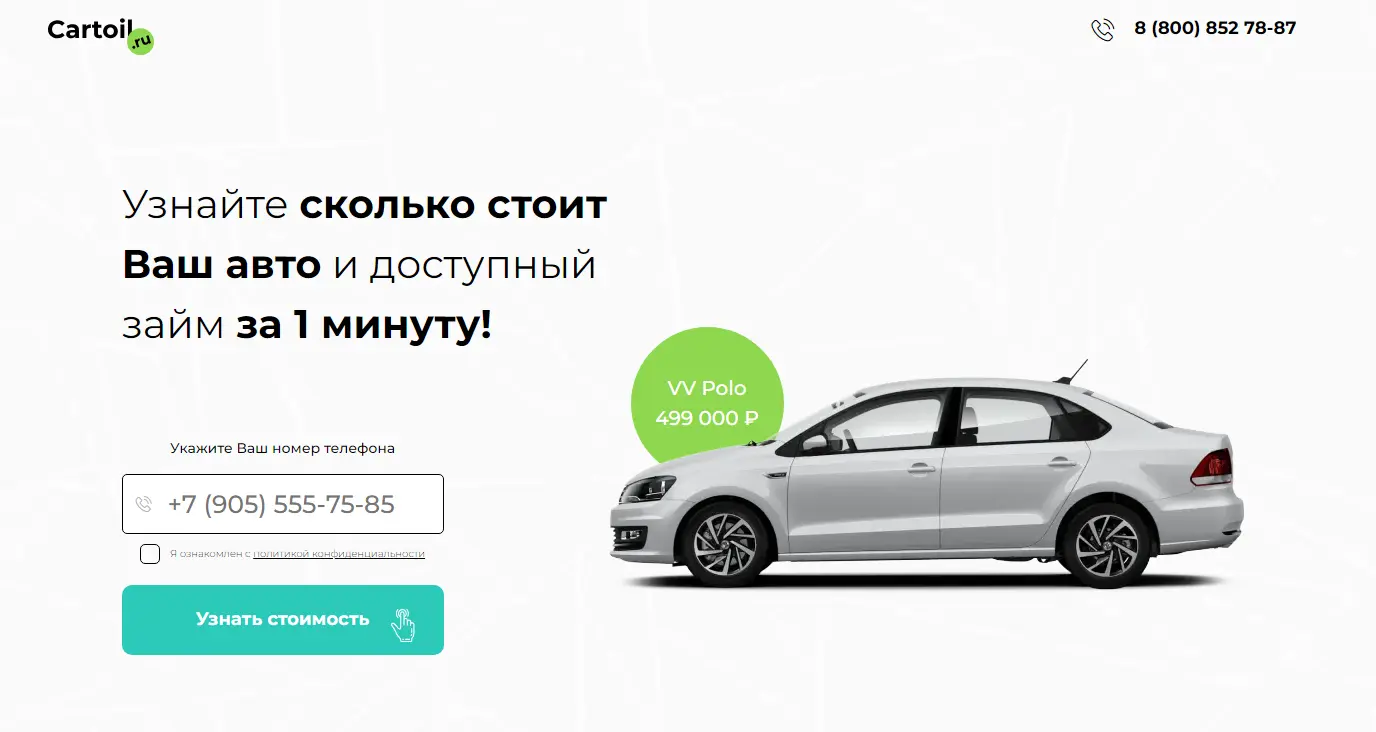 Cartoil.ru
8 (800) 852 78-87
Узнайте сколько стоит
Ваш авто и доступный
займ за 1 минуту!
VV Polo
499 000 ₽
Укажите Ваш номер телефона
+7 (905) 555-75-85
Я ознакомлен с политикой конфиденциальности
Узнать стоимость